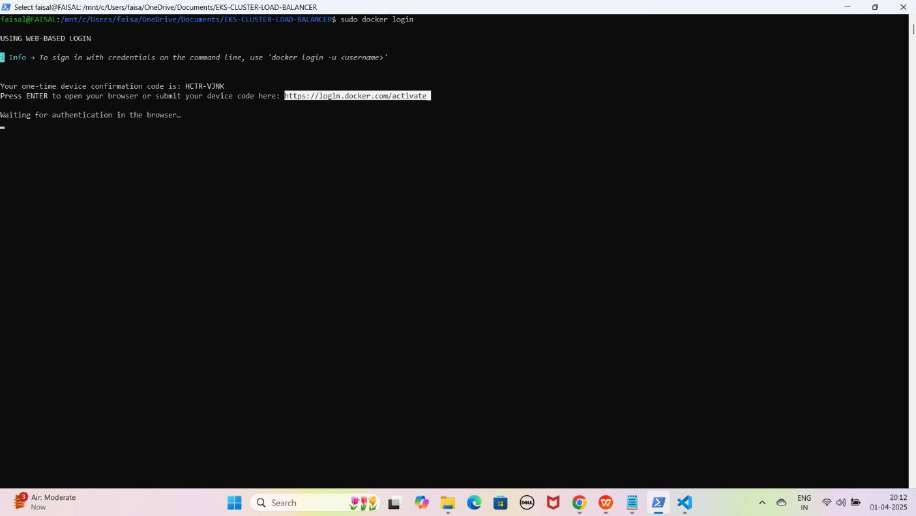 Select faisal@FAISAL: /mnt/c/Users/faisa/OneDrive/Documents/EKS-CLUSTER-LOAD-BALANCER
faisal@FAISAL:/mnt/c/Users/faisa/OneDrive/Documents/EKS-CLUSTER-LOAD-BALANCER$ sudo docker login
USING WEB-BASED LOGIN
Info → To sign in with credentials on the command line, use 'docker login -u <username>'
Your one-time device confirmation code is: HCTR-VJNK
Press ENTER to open your browser or submit your device code here: https://login.docker.com/activate
Waiting for authentication in the browser…
3
Air: Moderate
Now
Search
DELL
ENG
IN
20:12
01-04-2025